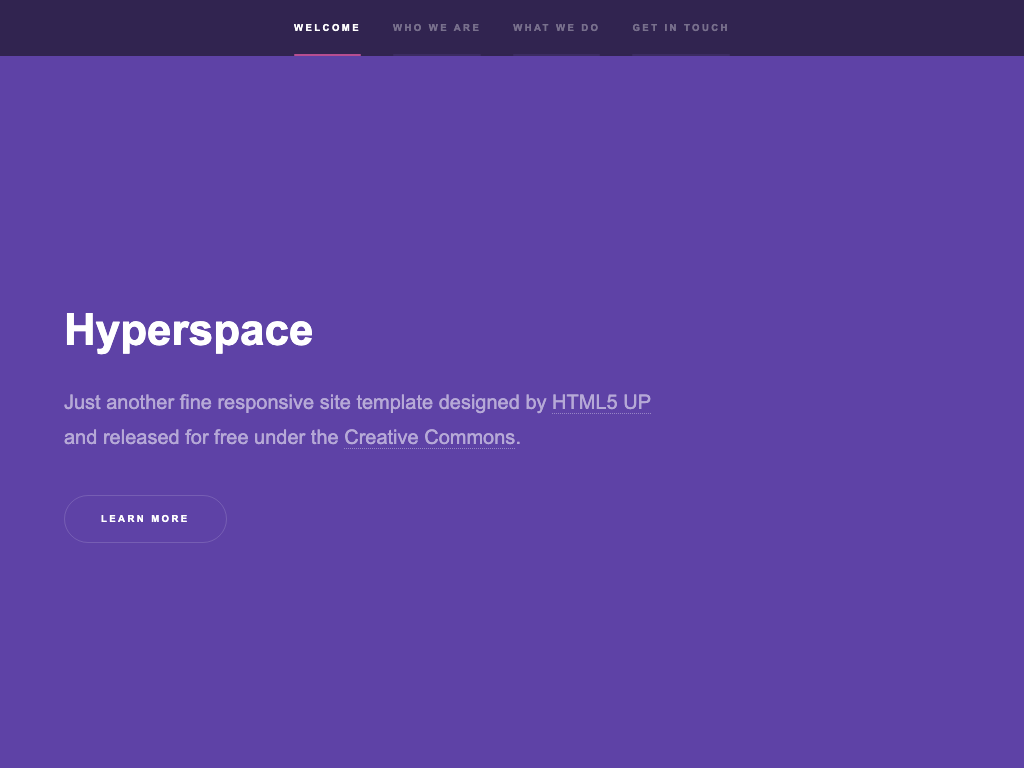 WELCOME WHO WE ARE WHAT WE DO GET IN TOUCH
Hyperspace
Just another fine responsive site template designed by HTML5 UP
and released for free under the Creative Commons.
LEARN MORE